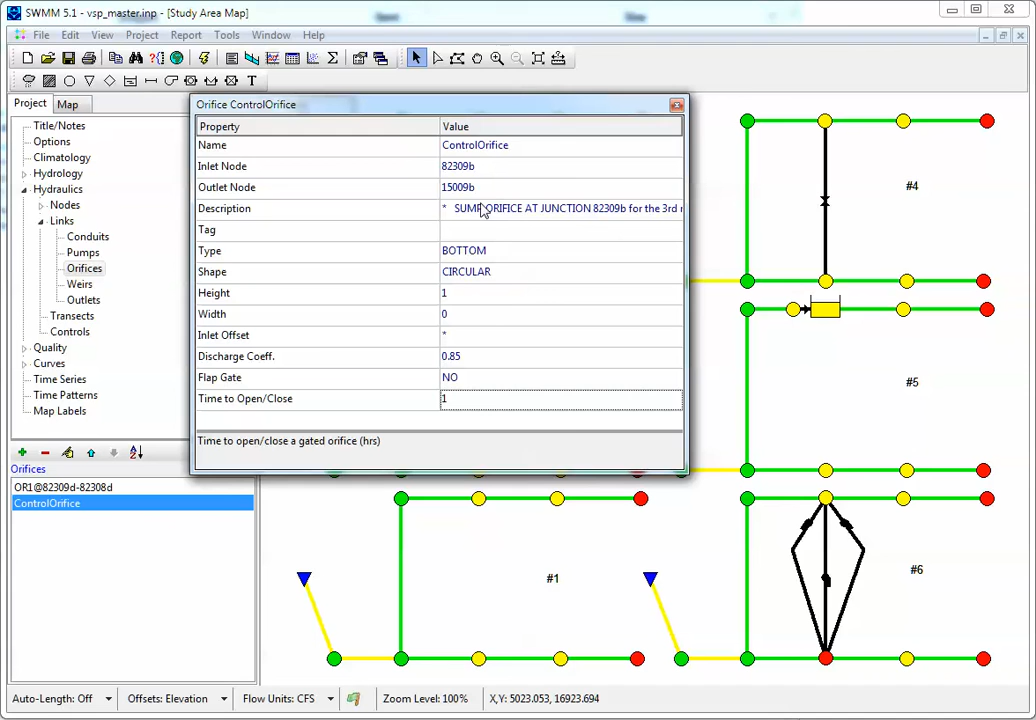 SWMM 5.1 - vsp_master.inp - [Study Area Map]
File Edit View Project Report Tools Window Help
Project Map
Title/Notes
Options
Climatology
Hydrology
Hydraulics
Nodes
Links
Conduits
Pumps
Orifices
Weirs
Outlets
Transects
Controls
Quality
Curves
Time Series
Time Patterns
Map Labels
Orifices
OR1@82309d-82308d
ControlOrifice
Orifice ControlOrifice
Property Value
Name ControlOrifice
Inlet Node 82309b
Outlet Node 15009b
Description * SUMP ORIFICE AT JUNCTION 82309b for the 3rd
Tag
Type BOTTOM
Shape CIRCULAR
Height 1
Width 0
Inlet Offset *
Discharge Coeff. 0.85
Flap Gate NO
Time to Open/Close 1
Time to open/close a gated orifice (hrs)
#4
#5
#1
#6
Auto-Length: Off Offsets: Elevation Flow Units: CFS Zoom Level: 100% X,Y: 5023.053, 16923.694